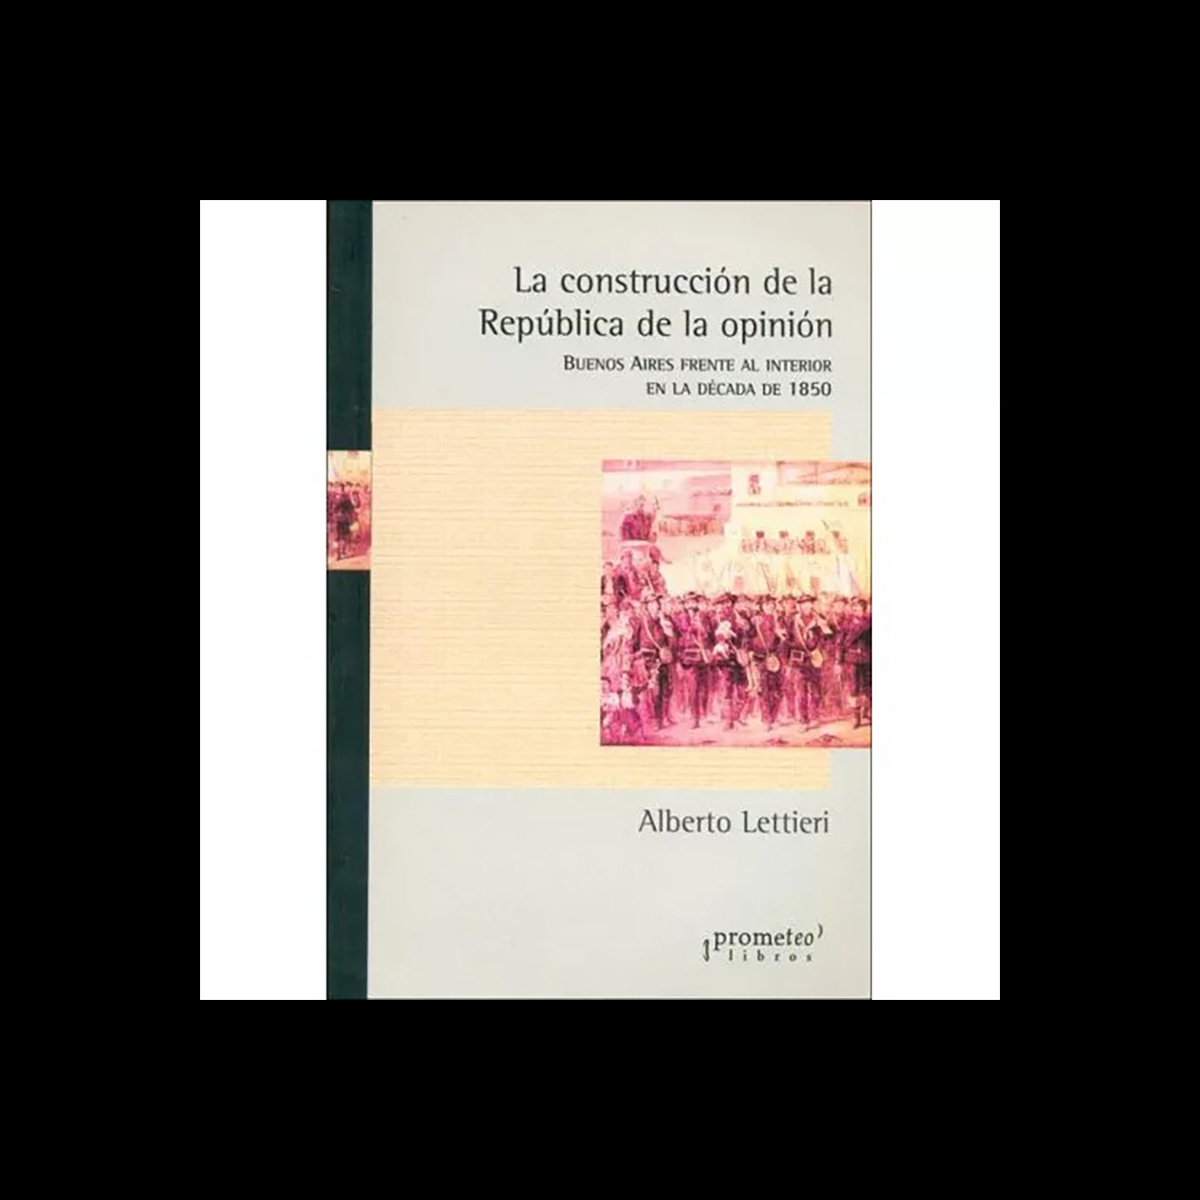 La construcción de la
República de la opinión
BUENOS AIRES FRENTE AL INTERIOR
EN LA DÉCADA DE 1850
Alberto Lettieri
prometeo
libros